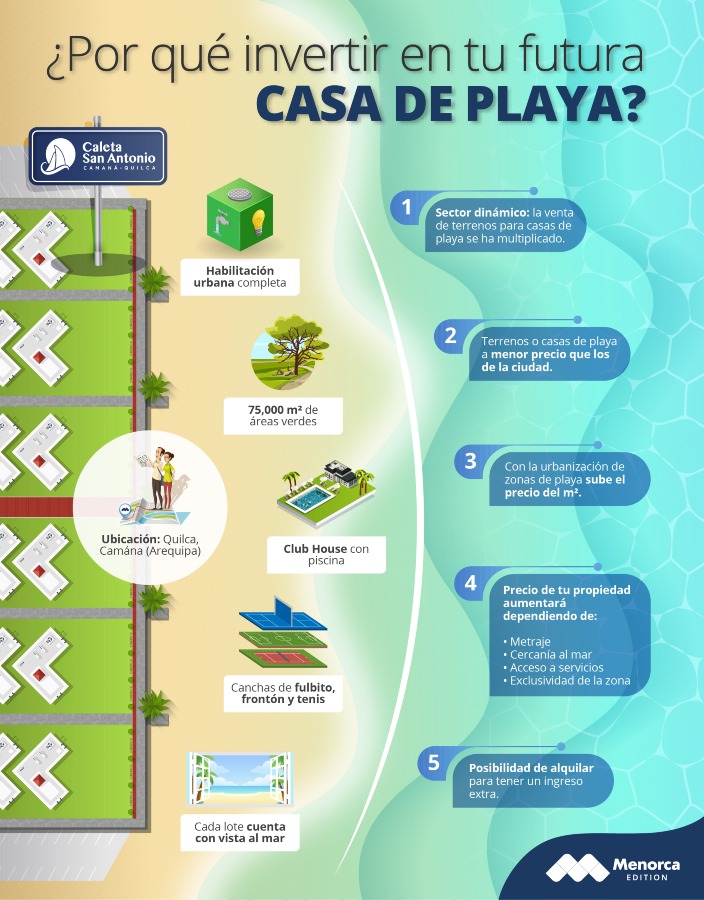 ¿Por qué invertir en tu futura
CASA DE PLAYA?
Caleta
San Antonio
CAMANÁ-QUILCA
Habilitación
urbana completa
75,000 m² de
áreas verdes
Ubicación: Quilca,
Camána (Arequipa)
Club House con
piscina
Canchas de fulbito,
frontón y tenis
Cada lote cuenta
con vista al mar
1
Sector dinámico: la venta
de terrenos para casas de
playa se ha multiplicado.
2
Terrenos o casas de playa
a menor precio que los
de la ciudad.
3
Con la urbanización de
zonas de playa sube el
precio del m².
4
Precio de tu propiedad
aumentará
dependiendo de:
• Metraje
• Cercanía al mar
• Acceso a servicios
• Exclusividad de la zona
5
Posibilidad de alquilar
para tener un ingreso
extra.
Menorca
EDITION